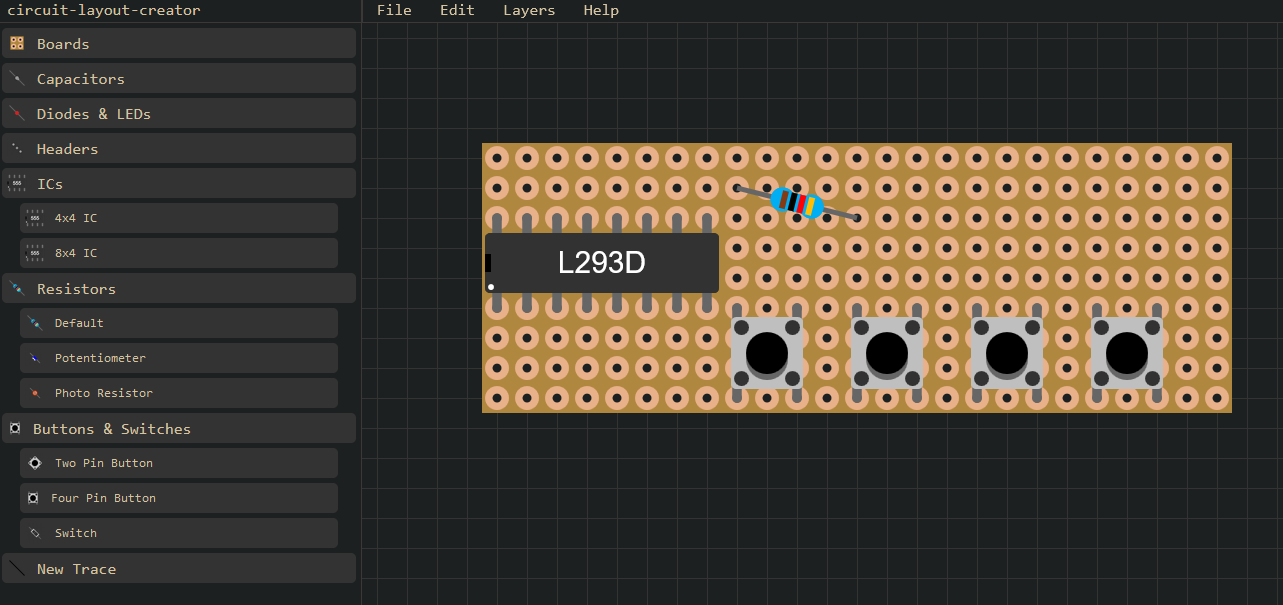 circuit-layout-creator
File Edit Layers Help
Boards
Capacitors
Diodes & LEDs
Headers
ICs
4x4 IC
8x4 IC
Resistors
Default
Potentiometer
Photo Resistor
Buttons & Switches
Two Pin Button
Four Pin Button
Switch
New Trace
L293D